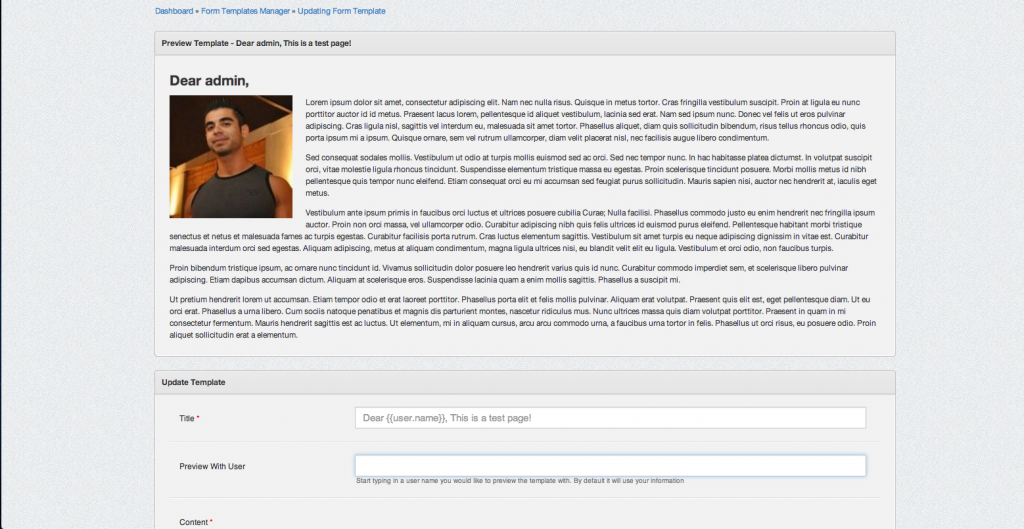 Dashboard » Form Templates Manager » Updating Form Template
Preview Template - Dear admin, This is a test page!
Dear admin,
Lorem ipsum dolor sit amet, consectetur adipiscing elit. Nam nec nulla risus. Quisque in metus tortor. Cras fringilla vestibulum suscipit. Proin at ligula eu nunc
porttitor auctor id id metus. Praesent lacus lorem, pellentesque id aliquet vestibulum, lacinia sed erat. Nam sed ipsum nunc. Donec vel felis ut eros pulvinar
adipiscing. Cras ligula nisl, sagittis vel interdum eu, malesuada sit amet tortor. Phasellus aliquet, diam quis sollicitudin bibendum, risus tellus rhoncus odio, quis
porta ipsum mi a ipsum. Quisque ornare, sem vel rutrum ullamcorper, diam velit placerat nisl, nec facilisis augue libero condimentum.
Sed consequat sodales mollis. Vestibulum ut odio at turpis mollis euismod sed ac orci. Sed nec tempor nunc. In hac habitasse platea dictumst. In volutpat suscipit
orci, vitae molestie ligula rhoncus tincidunt. Suspendisse elementum tristique massa eu egestas. Proin scelerisque tincidunt posuere. Morbi mollis metus id nibh
pellentesque quis tempor nunc eleifend. Etiam consequat orci eu mi accumsan sed feugiat purus sollicitudin. Mauris sapien nisi, auctor nec hendrerit at, iaculis eget
metus.
Vestibulum ante ipsum primis in faucibus orci luctus et ultrices posuere cubilia Curae; Nulla facilisi. Phasellus commodo justo eu enim hendrerit nec fringilla ipsum
auctor. Proin non orci massa, vel ullamcorper odio. Curabitur adipiscing nibh quis felis ultrices id euismod purus eleifend. Pellentesque habitant morbi tristique
senectus et netus et malesuada fames ac turpis egestas. Curabitur facilisis porta rutrum. Cras luctus elementum sagittis. Vestibulum sit amet turpis eu neque adipiscing dignissim in vitae est. Curabitur
malesuada interdum orci sed egestas. Aliquam adipiscing, metus at aliquam condimentum, magna ligula ultrices nisi, eu blandit velit elit eu ligula. Vestibulum et orci odio, non faucibus turpis.
Proin bibendum tristique ipsum, ac ornare nunc tincidunt id. Vivamus sollicitudin dolor posuere leo hendrerit varius quis id nunc. Curabitur commodo imperdiet sem, et scelerisque libero pulvinar
adipiscing. Etiam dapibus accumsan dictum. Aliquam at scelerisque eros. Suspendisse lacinia quam a enim mollis sagittis. Phasellus a suscipit mi.
Ut pretium hendrerit lorem ut accumsan. Etiam tempor odio et erat laoreet porttitor. Phasellus porta elit et felis mollis pulvinar. Aliquam erat volutpat. Praesent quis elit est, eget pellentesque diam. Ut eu
orci erat. Phasellus a urna libero. Cum sociis natoque penatibus et magnis dis parturient montes, nascetur ridiculus mus. Nunc ultrices massa quis diam volutpat porttitor. Praesent in quam in mi
consectetur fermentum. Mauris hendrerit sagittis est ac luctus. Ut elementum, mi in aliquam cursus, arcu arcu commodo urna, a faucibus urna tortor in felis. Phasellus ut orci risus, eu posuere odio. Proin
aliquet sollicitudin erat a elementum.
Update Template
Title *
Dear {{user.name}}, This is a test page!
Preview With User
Start typing in a user name you would like to preview the template with. By default it will use your information
Content *